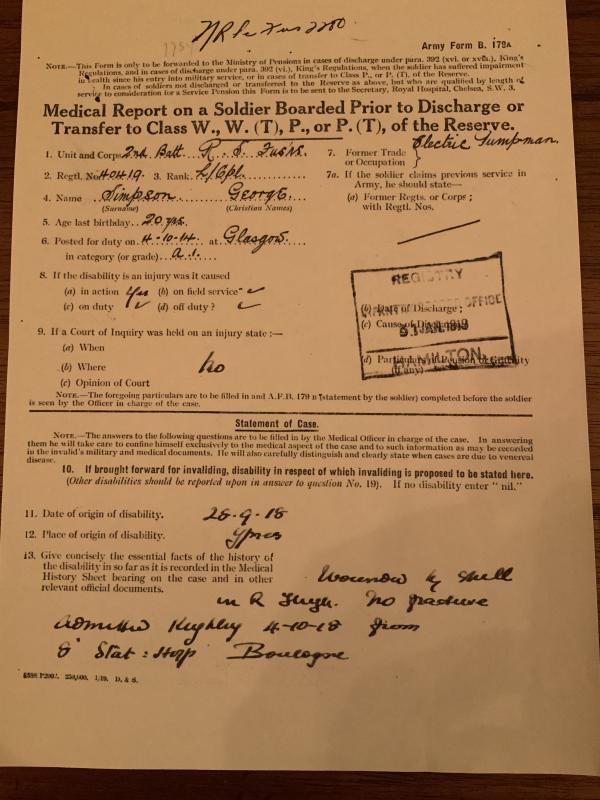 Army Form B. 179A
NOTE.—This Form is only to be forwarded to the Ministry of Pensions in cases of discharge under para. 392 (xvi. or xvia.), King's
Regulations, and in cases of discharge under para. 392 (vi.), King's Regulations, when the soldier has suffered impairment
in health since his entry into military service, or in cases of transfer to Class P., or P. (T), of the Reserve.
In cases of soldiers not discharged or transferred to the Reserve as above, but who are qualified by length of
service to consideration for a Service Pension this Form is to be sent to the Secretary, Royal Hospital, Chelsea, S.W. 3.
Medical Report on a Soldier Boarded Prior to Discharge or
Transfer to Class W., W. (T), P., or P. (T), of the Reserve.
1. Unit and Corps 2nd Batt. R. S. Fusrs.
2. Regtl. No. 40419. 3. Rank. L/Cpl.
4. Name Simpson George.
(Surname) (Christian Names)
5. Age last birthday 20 yrs.
6. Posted for duty on 4-10-14 at Glasgow.
in category (or grade) A.1.
7. Former Trade
or Occupation } Electric Pumpman.
7a. If the soldier claims previous service in
Army, he should state—
(a) Former Regts. or Corps ;
with Regtl. Nos.
8. If the disability is an injury was it caused
(a) in action Yes (b) on field service
(c) on duty (d) off duty ?
REGISTRY
OFFICE
(b) Date of Discharge ;
(c) Cause of Discharge
31 JAN 1919
(d) Particulars of Pension or Gratuity
(if any)
HAMILTON.
9. If a Court of Inquiry was held on an injury state :—
(a) When
(b) Where no
(c) Opinion of Court
NOTE.—The foregoing particulars are to be filled in and A.F.B. 179 (statement by the soldier) completed before the soldier
is seen by the Officer in charge of the case.
Statement of Case.
NOTE.—The answers to the following questions are to be filled in by the Medical Officer in charge of the case. In answering
them he will take care to confine himself exclusively to the medical aspect of the case and to such information as may be recorded
in the invalid's military and medical documents. He will also carefully distinguish and clearly state when cases are due to venereal
disease.
10. If brought forward for invaliding, disability in respect of which invaliding is proposed to be stated here.
(Other disabilities should be reported upon in answer to question No. 19). If no disability enter " nil."
11. Date of origin of disability. 28-9-18
12. Place of origin of disability. Ypres
13. Give concisely the essential facts of the history
of the disability in so far as it is recorded in the Medical
History Sheet bearing on the case and in other
relevant official documents.
Wounded by shell
in R Thigh. No fracture
admitted Keighley 4-10-18 from
8 Stat: Hosp Boulogne
250,000. 1/19. D. & S.